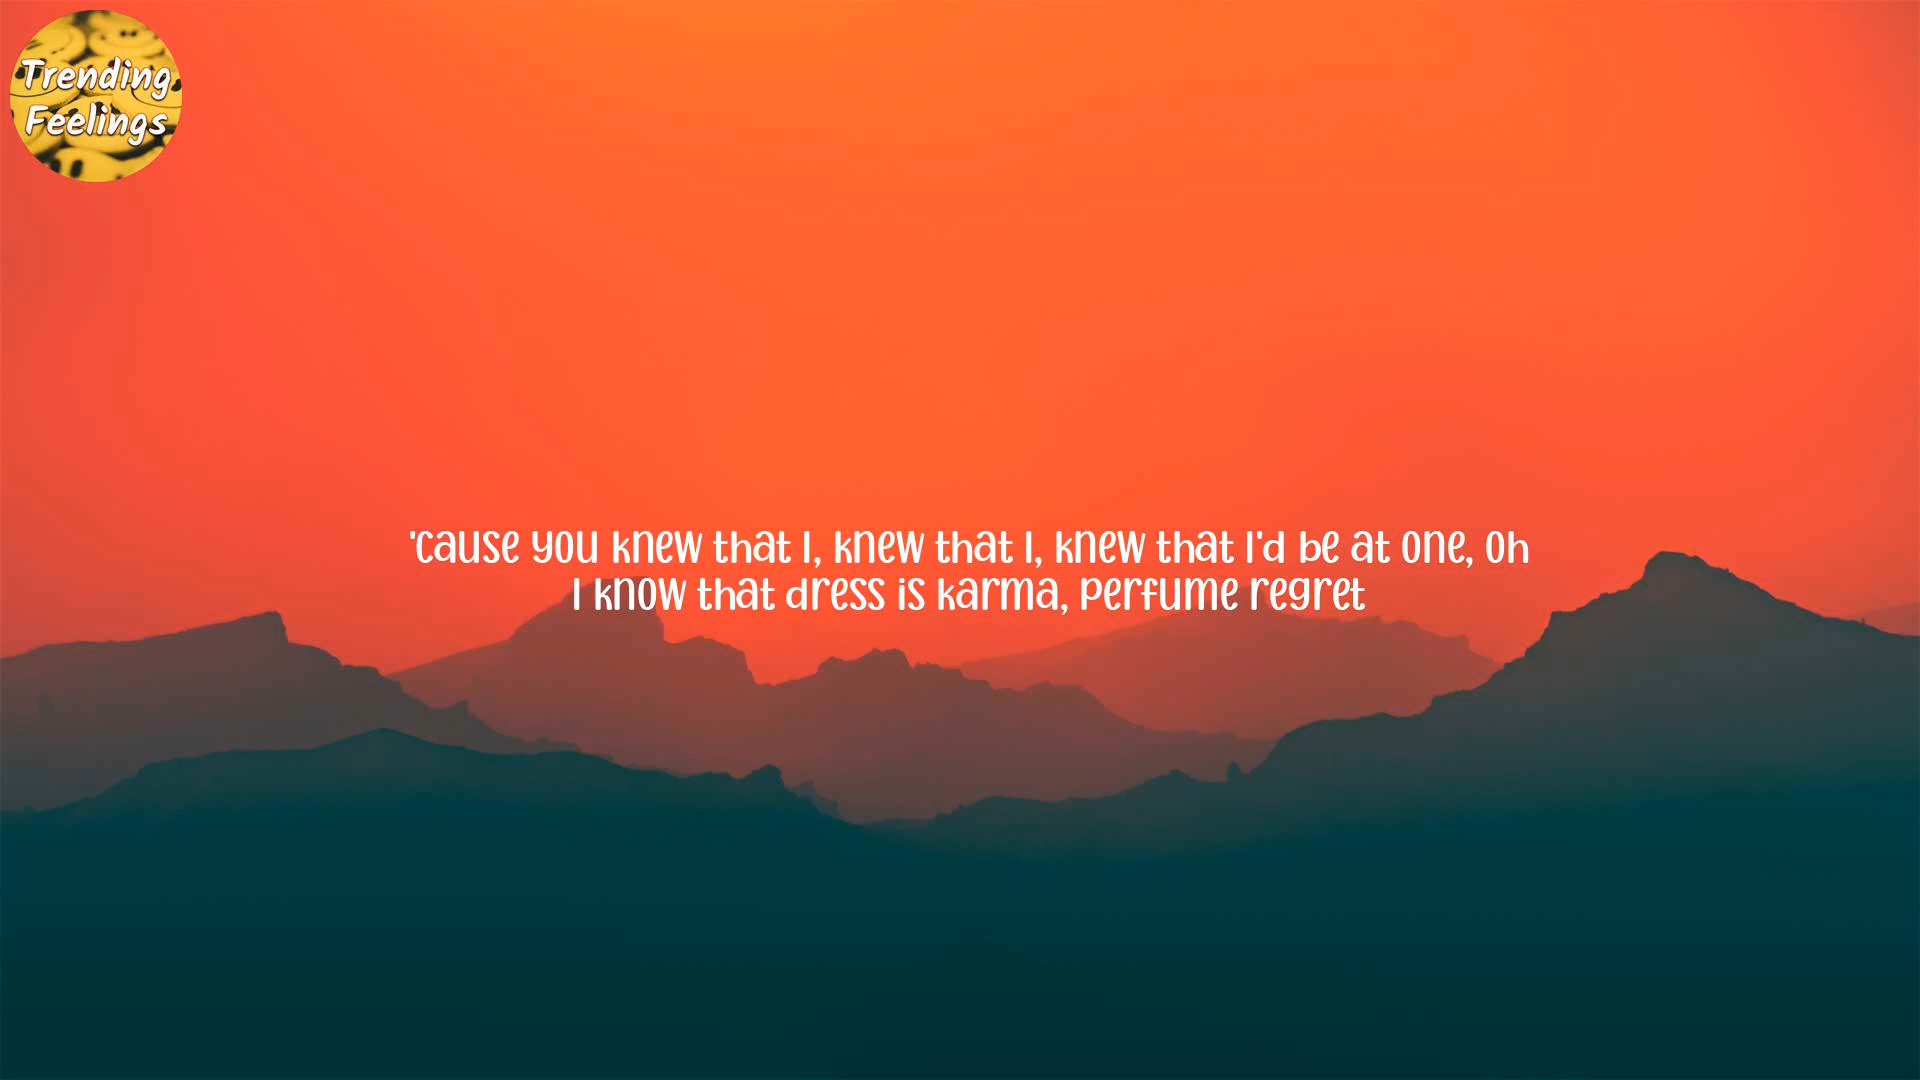 Trending
Feelings
'cause you knew that I, knew that I, knew that I'd be at one, oh
I know that dress is karma, perfume regret